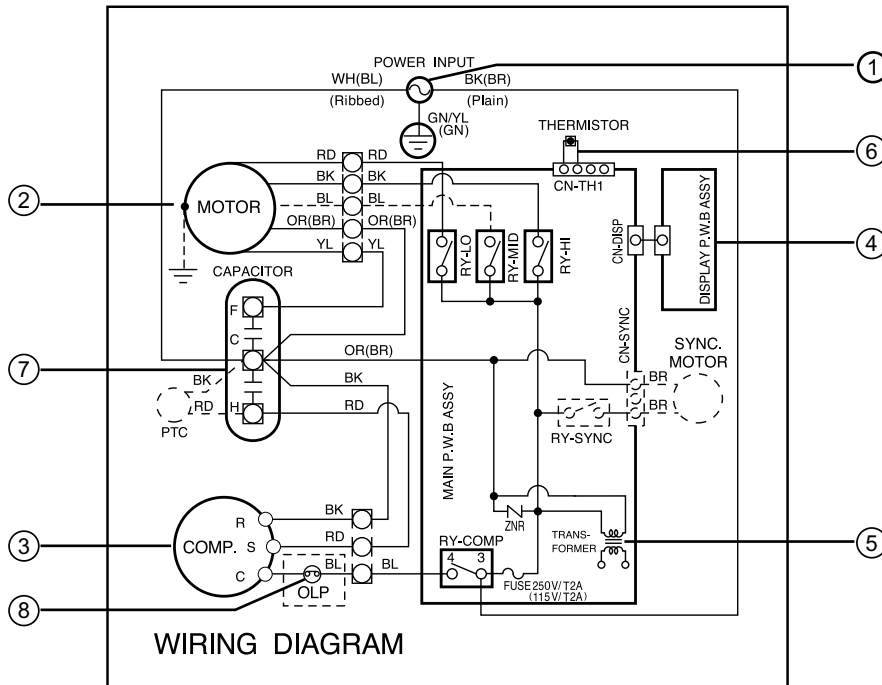 POWER INPUT
WH(BL) BK(BR)
(Ribbed) (Plain)
GN/YL
(GN)
1
THERMISTOR
6
CN-TH1
RD RD
BK BK
BL BL
OR(BR) OR(BR)
YL YL
2
MOTOR
RY-LO
RY-MID
RY-HI
CN-DISP
DISPLAY P.W.B ASSY
4
CAPACITOR
F
C
H
7
BK
RD
PTC
OR(BR)
BK
RD
MAIN P.W.B ASSY
CN-SYNC
SYNC.
MOTOR
BR
BR
RY-SYNC
ZNR
TRANS-
FORMER
5
3
COMP.
R
S
C
BK
RD
BL BL
OLP
8
RY-COMP
4 3
FUSE250V/T2A
(115V/T2A)
WIRING DIAGRAM